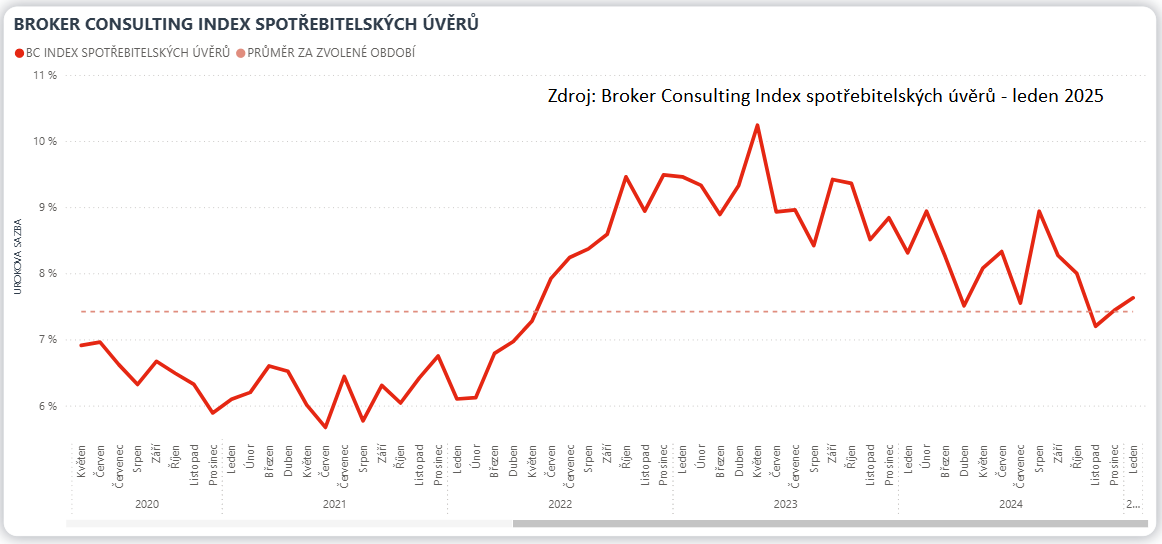 BROKER CONSULTING INDEX SPOTŘEBITELSKÝCH ÚVĚRŮ
BC INDEX SPOTŘEBITELSKÝCH ÚVĚRŮ PRŮMĚR ZA ZVOLENÉ OBDOBÍ
Zdroj: Broker Consulting Index spotřebitelských úvěrů - leden 2025
UROKOVA SAZBA
11 %
10 %
9 %
8 %
7 %
6 %
Květen Červen Červenec Srpen Září Říjen Listopad Prosinec Leden Únor Březen Duben Květen Červen Červenec Srpen Září Říjen Listopad Prosinec Leden Únor Březen Duben Květen Červen Červenec Srpen Září Říjen Listopad Prosinec Leden Únor Březen Duben Květen Červen Červenec Srpen Září Říjen Listopad Prosinec Leden Únor Březen Duben Květen Červen Červenec Srpen Září Říjen Listopad Prosinec Leden
2020 2021 2022 2023 2024 2...